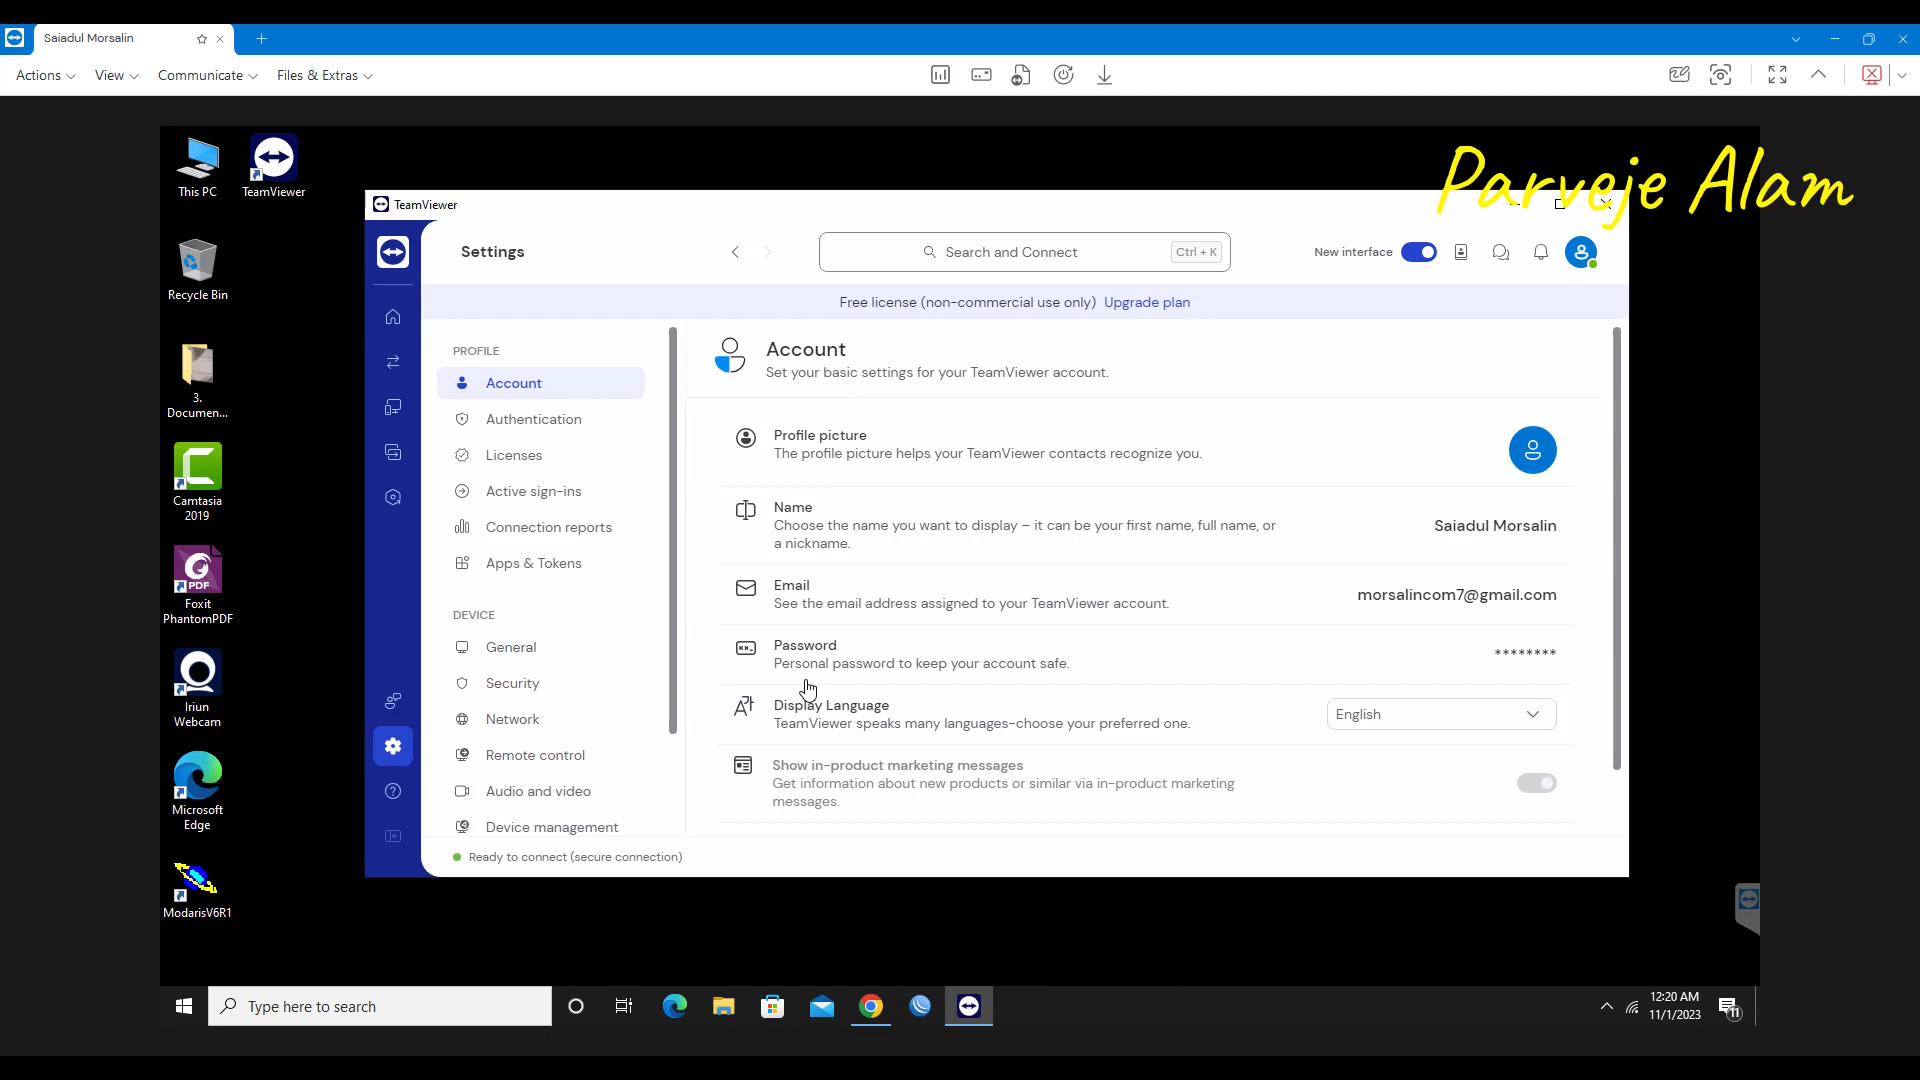 Saiadul Morsalin
Actions View Communicate Files & Extras
Parveje Alam
This PC
TeamViewer
Recycle Bin
3.
Documen...
Camtasia
2019
PDF
Foxit
PhantomPDF
Iriun
Webcam
Microsoft
Edge
ModarisV6R1
TeamViewer
Settings
Search and Connect
Ctrl + K
New interface
Free license (non-commercial use only) Upgrade plan
PROFILE
Account
Authentication
Licenses
Active sign-ins
Connection reports
Apps & Tokens
DEVICE
General
Security
Network
Remote control
Audio and video
Device management
Account
Set your basic settings for your TeamViewer account.
Profile picture
The profile picture helps your TeamViewer contacts recognize you.
Name
Choose the name you want to display – it can be your first name, full name, or
a nickname.
Saiadul Morsalin
Email
See the email address assigned to your TeamViewer account.
morsalincom7@gmail.com
Password
Personal password to keep your account safe.
********
Display Language
TeamViewer speaks many languages-choose your preferred one.
English
Show in-product marketing messages
Get information about new products or similar via in-product marketing
messages.
Ready to connect (secure connection)
Type here to search
12:20 AM
11/1/2023
11